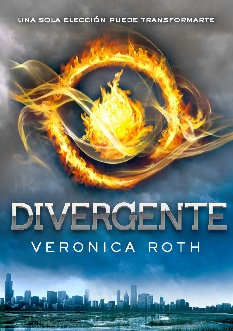 UNA SOLA ELECCIÓN PUEDE TRANSFORMARTE
DIVERGENTE
VERONICA ROTH